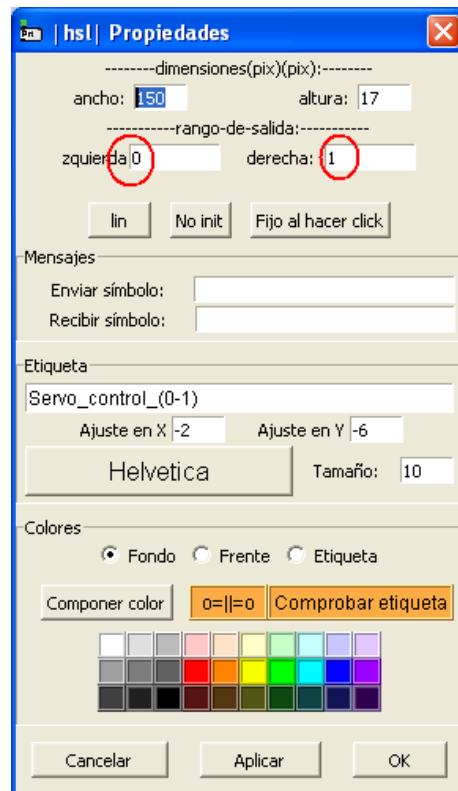 |hsl| Propiedades
--------dimensiones(pix)(pix):--------
ancho: 150 altura: 17
-----------rango-de-salida:------------
zquierda 0 derecha: 1
lin No init Fijo al hacer click
Mensajes
Enviar símbolo:
Recibir símbolo:
Etiqueta
Servo_control_(0-1)
Ajuste en X -2 Ajuste en Y -6
Helvetica Tamaño: 10
Colores
Fondo Frente Etiqueta
Componer color o=||=o Comprobar etiqueta
Cancelar Aplicar OK